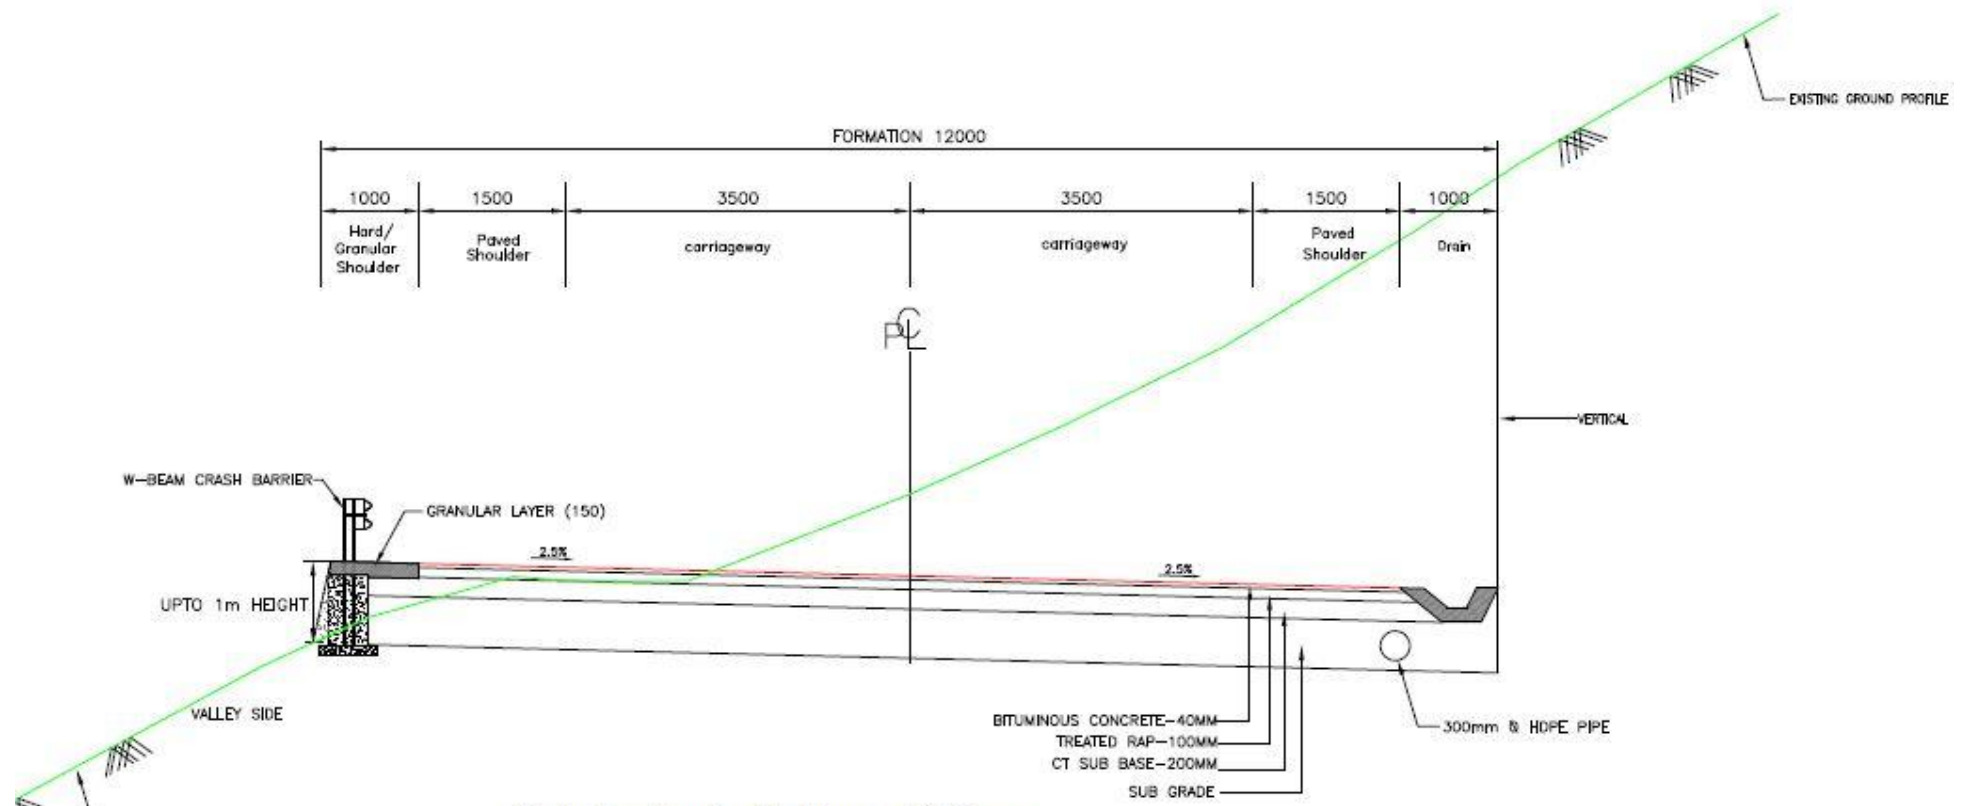 EXISTING GROUND PROFILE
FORMATION 12000
1000
1500
3500
3500
1500
1000
Hard/
Granular
Shoulder
Paved
Shoulder
carriageway
carriageway
Paved
Shoulder
Drain
P CL
VERTICAL
W-BEAM CRASH BARRIER
GRANULAR LAYER (150)
2.5%
2.5%
UPTO 1m HEIGHT
VALLEY SIDE
BITUMINOUS CONCRETE-40MM
TREATED RAP-100MM
CT SUB BASE-200MM
SUB GRADE
300mm HDPE PIPE